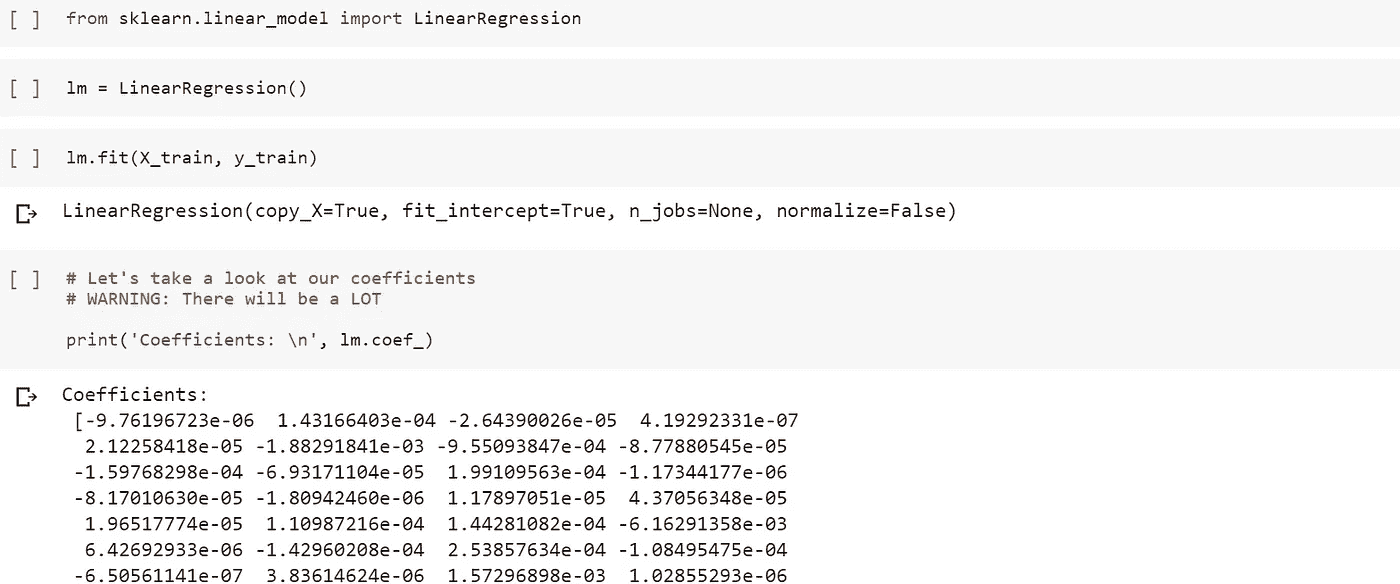 [ ] from sklearn.linear_model import LinearRegression
[ ] lm = LinearRegression()
[ ] lm.fit(X_train, y_train)
LinearRegression(copy_X=True, fit_intercept=True, n_jobs=None, normalize=False)
[ ] # Let's take a look at our coefficients
# WARNING: There will be a LOT
print('Coefficients: \n', lm.coef_)
Coefficients:
[-9.76196723e-06 1.43166403e-04 -2.64390026e-05 4.19292331e-07
2.12258418e-05 -1.88291841e-03 -9.55093847e-04 -8.77880545e-05
-1.59768298e-04 -6.93171104e-05 1.99109563e-04 -1.17344177e-06
-8.17010630e-05 -1.80942460e-06 1.17897051e-05 4.37056348e-05
1.96517774e-05 1.10987216e-04 1.44281082e-04 -6.16291358e-03
6.42692933e-06 -1.42960208e-04 2.53857634e-04 -1.08495475e-04
-6.50561141e-07 3.83614624e-06 1.57296898e-03 1.02855293e-06